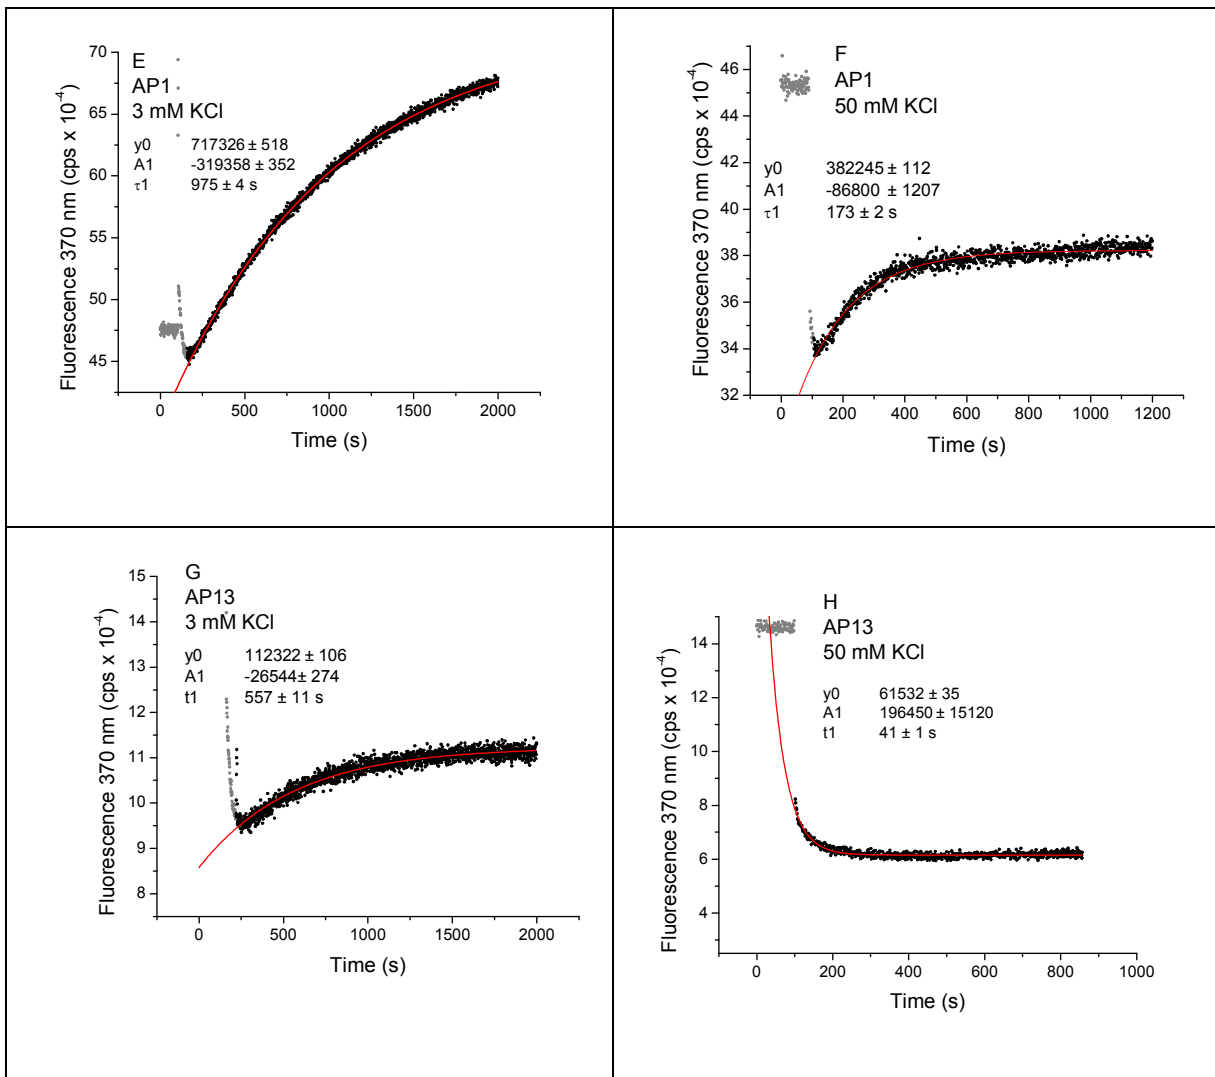 E
AP1
3 mM KCl
y0 717326 ± 518
A1 -319358 ± 352
τ1 975 ± 4 s
70
65
60
55
50
45
0 500 1000 1500 2000
Time (s)
Fluorescence 370 nm (cps x 10⁻⁴)
F
AP1
50 mM KCl
y0 382245 ± 112
A1 -86800 ± 1207
τ1 173 ± 2 s
46
44
42
40
38
36
34
32
0 200 400 600 800 1000 1200
Time (s)
Fluorescence 370 nm (cps x 10⁻⁴)
G
AP13
3 mM KCl
y0 112322 ± 106
A1 -26544± 274
t1 557 ± 11 s
15
14
13
12
11
10
9
8
0 500 1000 1500 2000
Time (s)
Fluorescence 370 nm (cps x 10⁻⁴)
H
AP13
50 mM KCl
y0 61532 ± 35
A1 196450 ± 15120
t1 41 ± 1 s
14
12
10
8
6
4
0 200 400 600 800 1000
Time (s)
Fluorescence 370 nm (cps x 10⁻⁴)